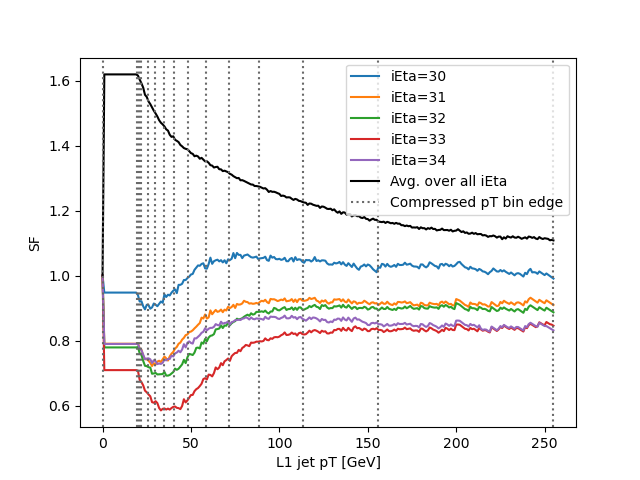 1.6
1.4
1.2
1.0
0.8
0.6
SF
iEta=30
iEta=31
iEta=32
iEta=33
iEta=34
Avg. over all iEta
Compressed pT bin edge
0
50
100
150
200
250
L1 jet pT [GeV]